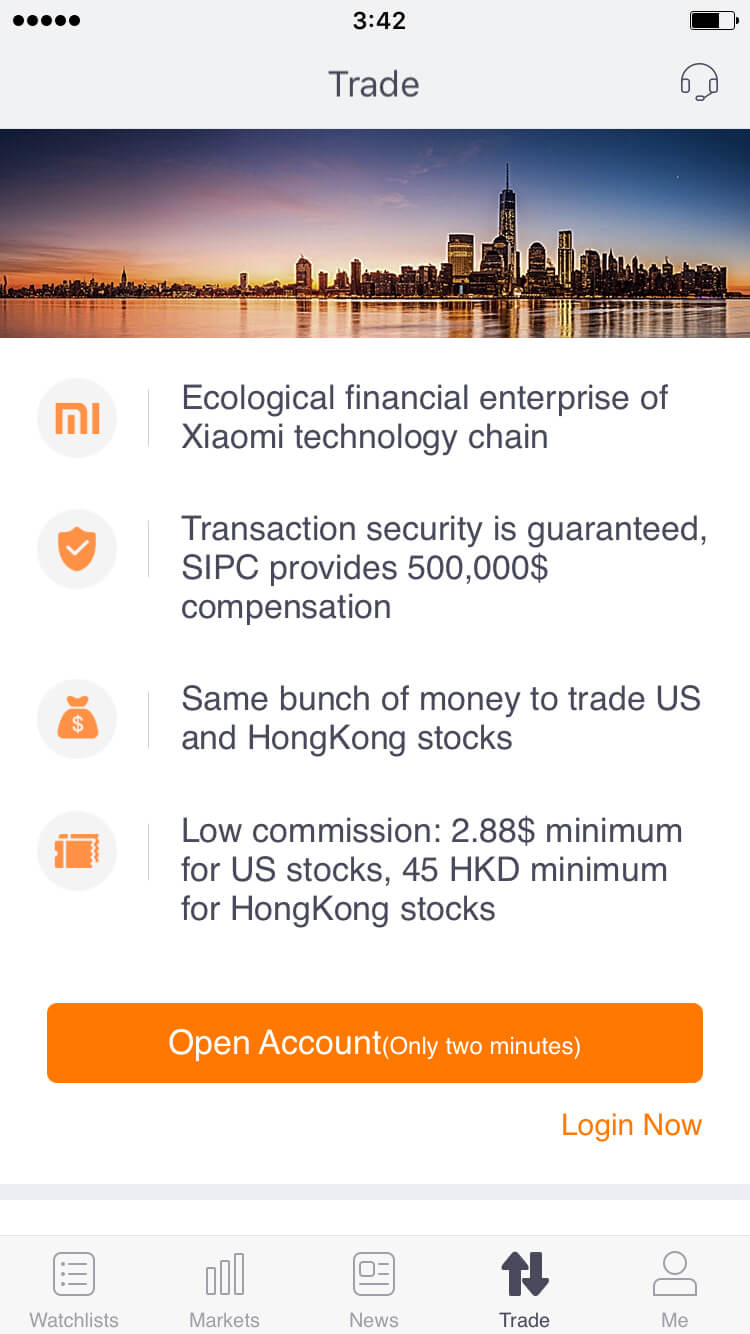 3:42
Trade
Ecological financial enterprise of
Xiaomi technology chain
Transaction security is guaranteed,
SIPC provides 500,000$
compensation
$
Same bunch of money to trade US
and HongKong stocks
Low commission: 2.88$ minimum
for US stocks, 45 HKD minimum
for HongKong stocks
Open Account(Only two minutes)
Login Now
Watchlists Markets News Trade Me